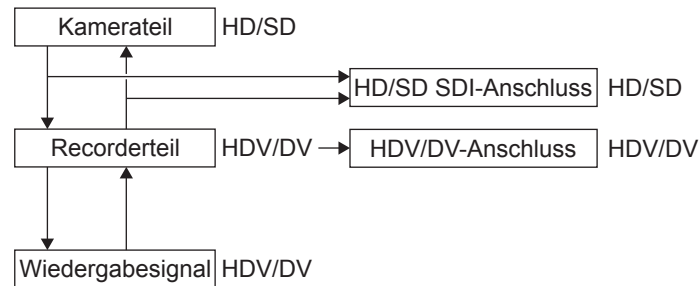 Kamerateil HD/SD
HD/SD SDI-Anschluss HD/SD
Recorderteil HDV/DV HDV/DV-Anschluss HDV/DV
Wiedergabesignal HDV/DV